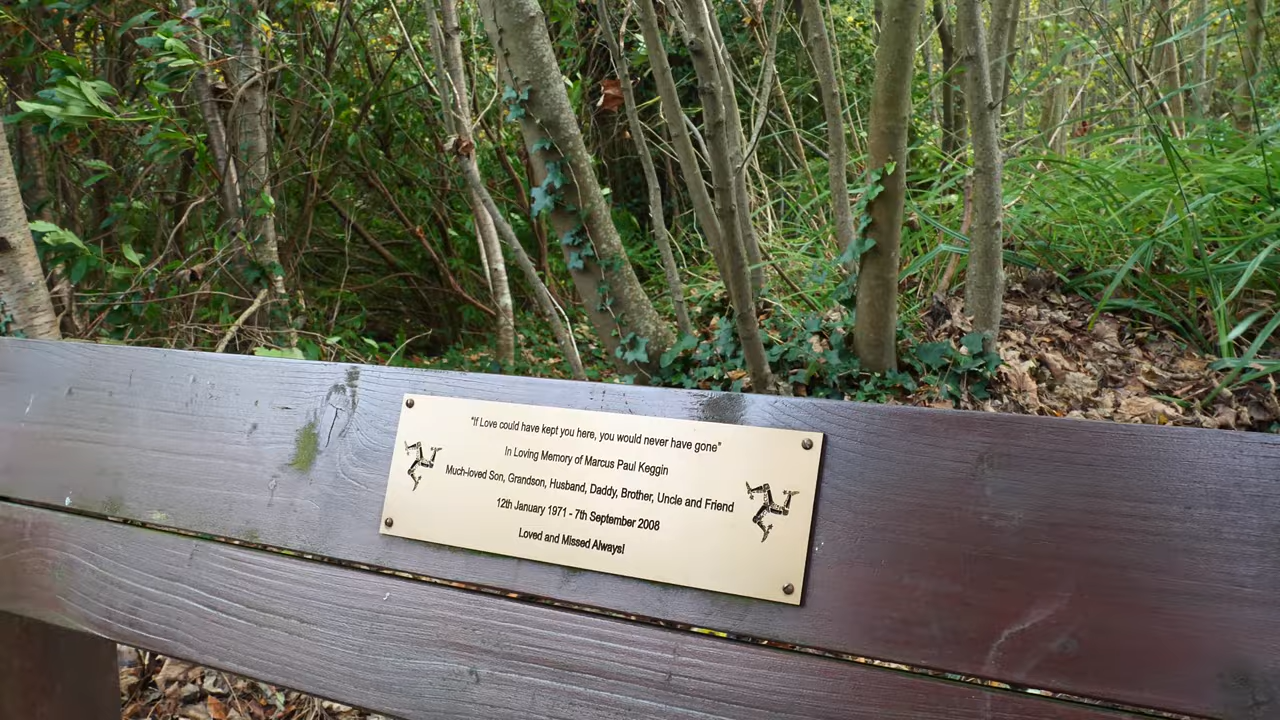 "If Love could have kept you here, you would never have gone"
In Loving Memory of Marcus Paul Keggin
Much-loved Son, Grandson, Husband, Daddy, Brother, Uncle and Friend
12th January 1971 - 7th September 2008
Loved and Missed Always!